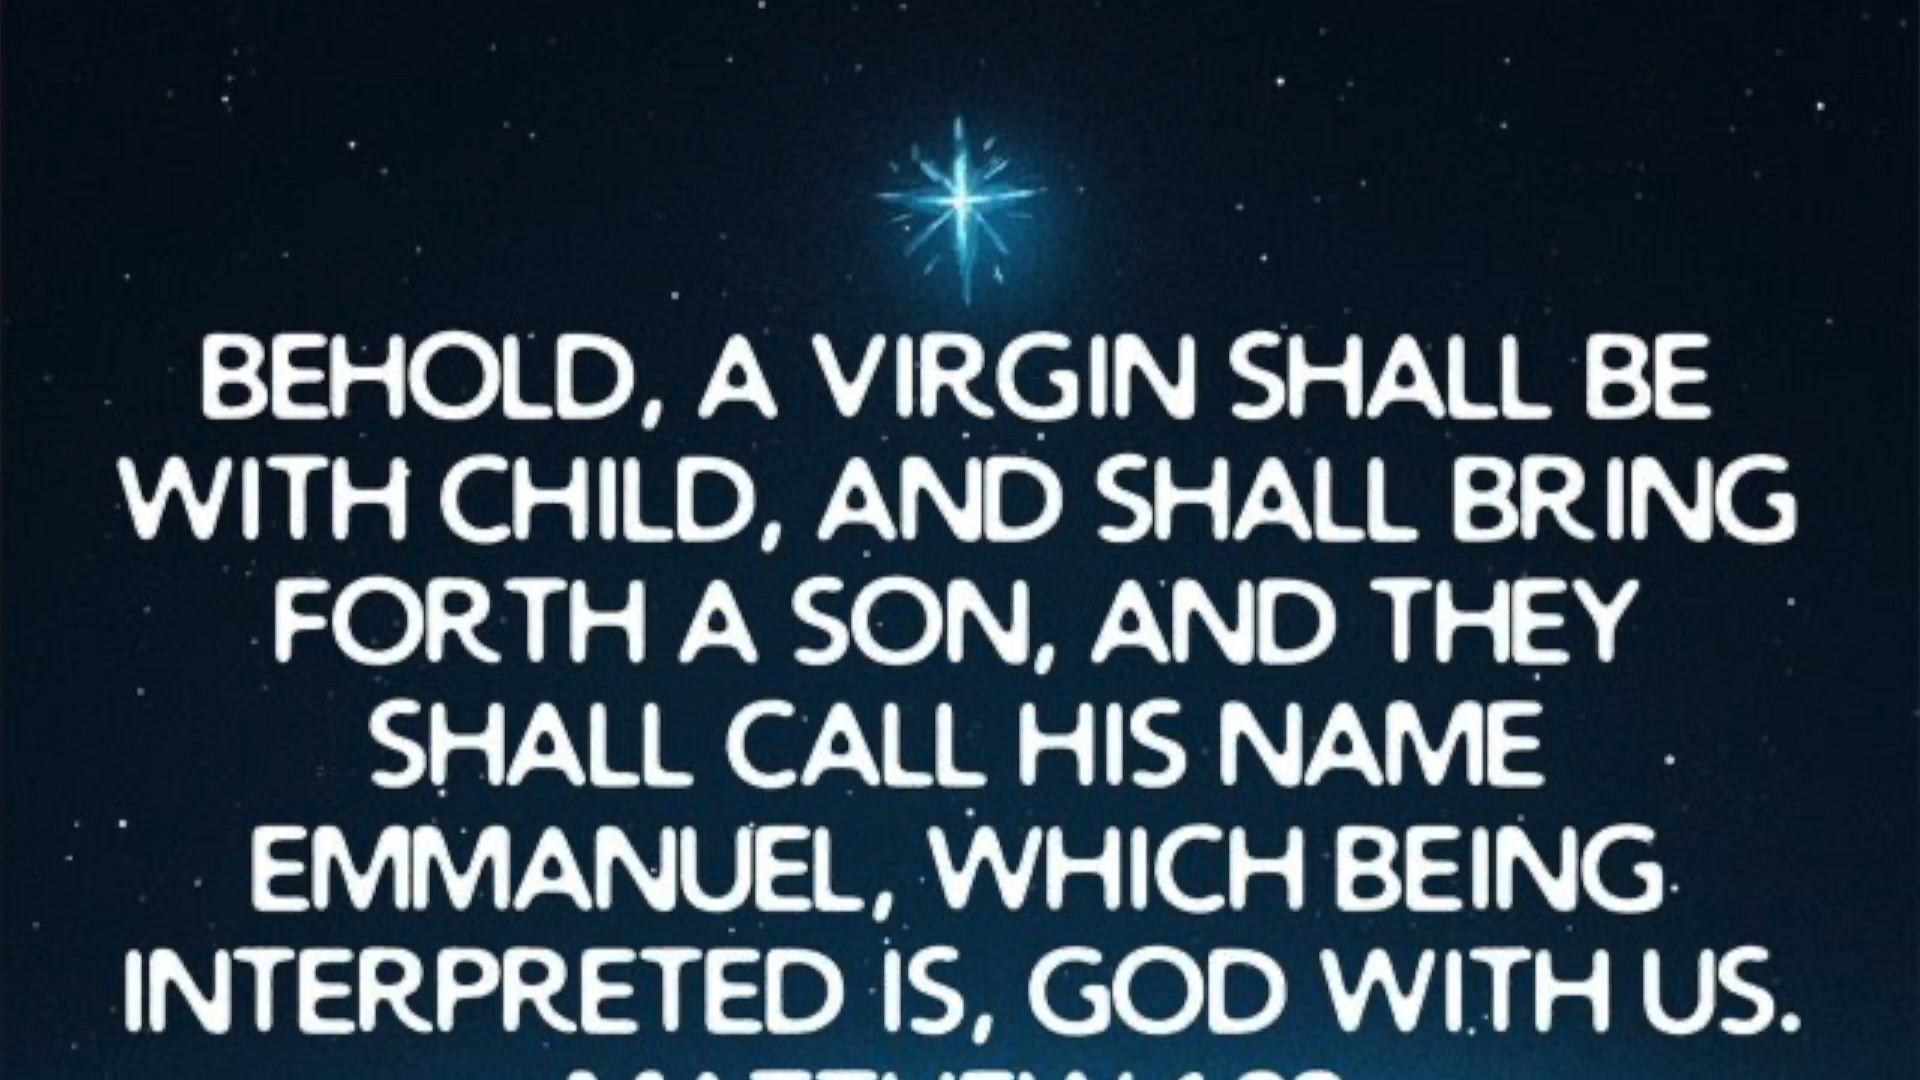 BEHOLD, A VIRGIN SHALL BE
WITH CHILD, AND SHALL BRING
FORTH A SON, AND THEY
SHALL CALL HIS NAME
EMMANUEL, WHICH BEING
INTERPRETED IS, GOD WITH US.
MATTHEW